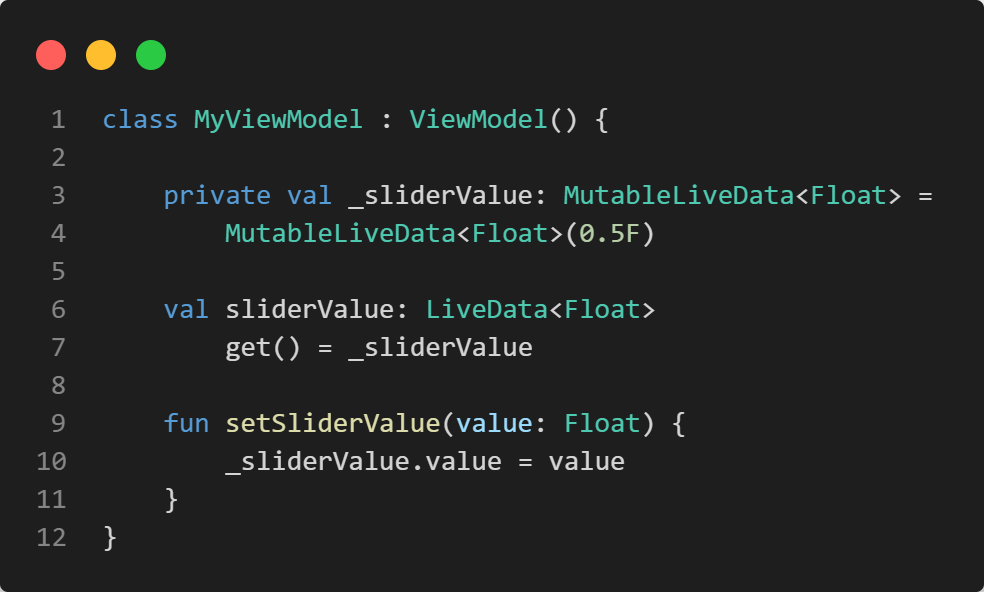 1 class MyViewModel : ViewModel() {
2
3     private val _sliderValue: MutableLiveData<Float> =
4         MutableLiveData<Float>(0.5F)
5
6     val sliderValue: LiveData<Float>
7         get() = _sliderValue
8
9     fun setSliderValue(value: Float) {
10         _sliderValue.value = value
11     }
12 }